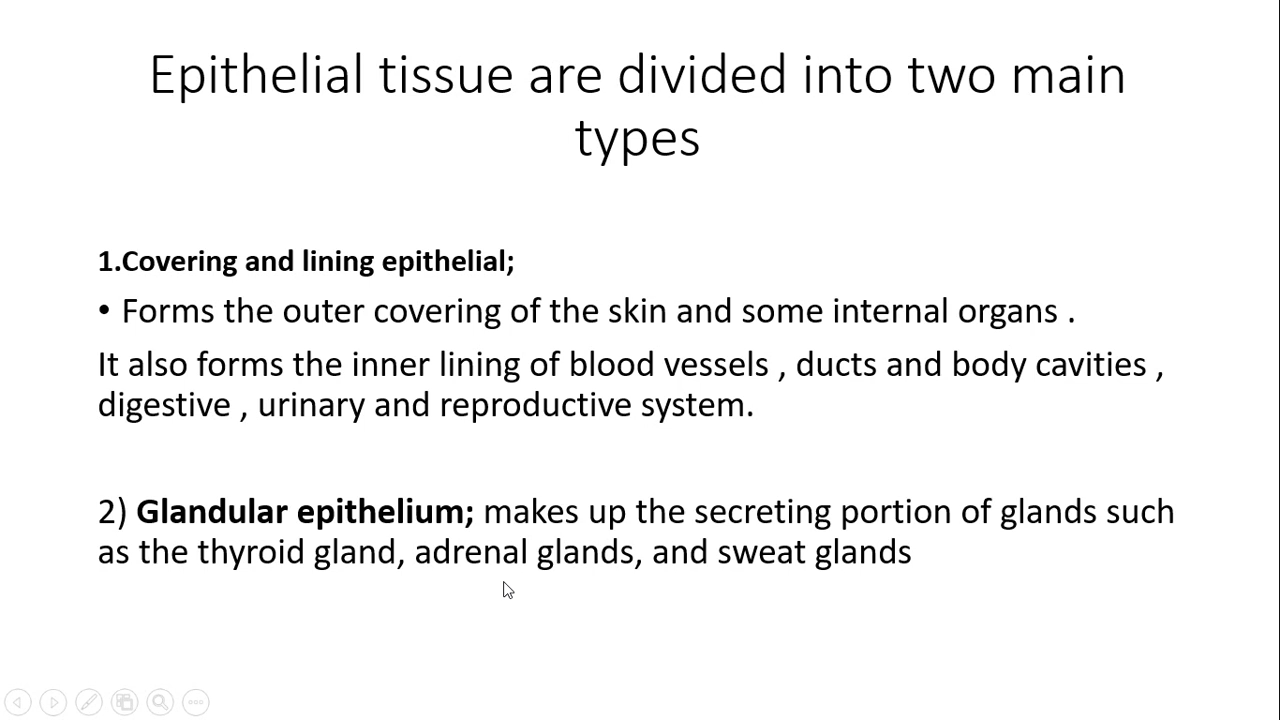 Epithelial tissue are divided into two main
types
1.Covering and lining epithelial;
• Forms the outer covering of the skin and some internal organs .
It also forms the inner lining of blood vessels , ducts and body cavities ,
digestive , urinary and reproductive system.
2) Glandular epithelium; makes up the secreting portion of glands such
as the thyroid gland, adrenal glands, and sweat glands